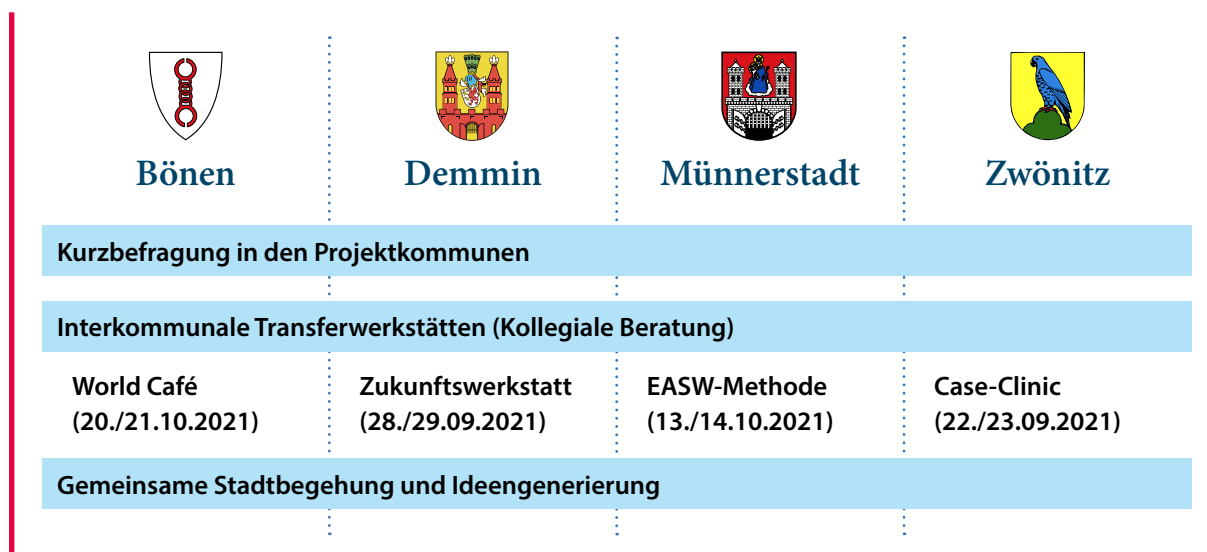 Bönen
Demmin
Münnerstadt
Zwönitz
Kurzbefragung in den Projektkommunen
Interkommunale Transferwerkstätten (Kollegiale Beratung)
World Café
(20./21.10.2021)
Zukunftswerkstatt
(28./29.09.2021)
EASW-Methode
(13./14.10.2021)
Case-Clinic
(22./23.09.2021)
Gemeinsame Stadtbegehung und Ideengenerierung